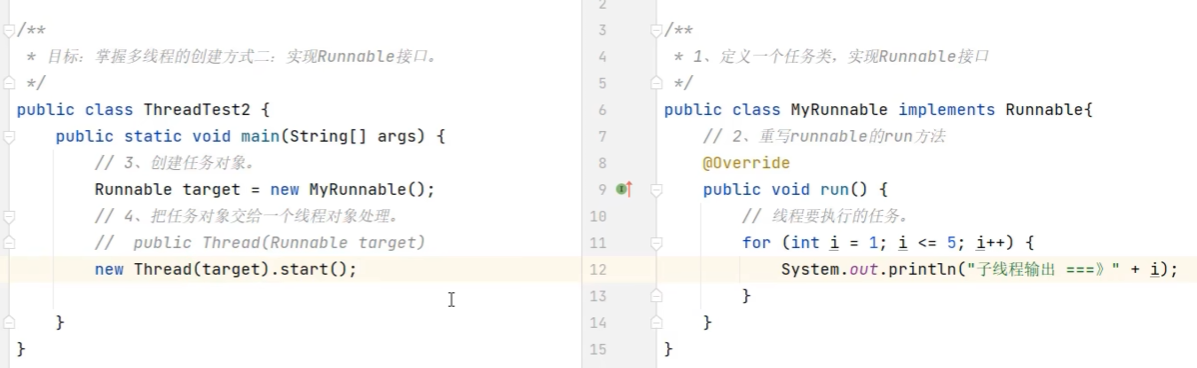 /**
 * 目标：掌握多线程的创建方式二：实现Runnable接口。
 */
public class ThreadTest2 {
    public static void main(String[] args) {
        // 3、创建任务对象。
        Runnable target = new MyRunnable();
        // 4、把任务对象交给一个线程对象处理。
        //  public Thread(Runnable target)
        new Thread(target).start();
    }
}
2
3 /**
4  * 1、定义一个任务类，实现Runnable接口
5  */
6 public class MyRunnable implements Runnable{
7     // 2、重写runnable的run方法
8     @Override
9     public void run() {
10         // 线程要执行的任务。
11         for (int i = 1; i <= 5; i++) {
12             System.out.println("子线程输出 ===》" + i);
13         }
14     }
15 }